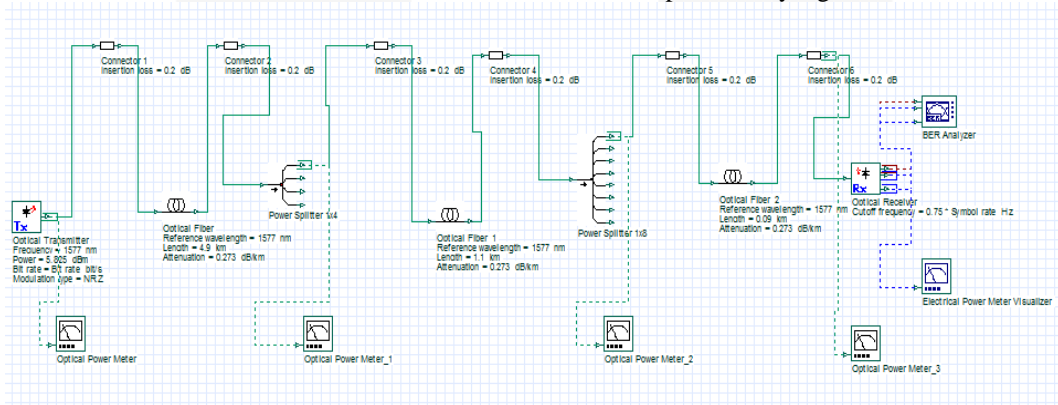 Connector 1
Insertion loss = 0.2 dB
Connector 2
Insertion loss = 0.2 dB
Connector 3
Insertion loss = 0.2 dB
Connector 4
Insertion loss = 0.2 dB
Connector 5
Insertion loss = 0.2 dB
Connector 6
Insertion loss = 0.2 dB
BER
BER Analyzer
Tx
Optical Transmitter
Frequency = 1577 nm
Power = 5.825 dBm
Bit rate = Bit rate bit/s
Modulation type = NRZ
Optical Fiber
Reference wavelength = 1577 nm
Length = 4.9 km
Attenuation = 0.273 dB/km
Power Splitter 1x4
Optical Fiber 1
Reference wavelength = 1577 nm
Length = 1.1 km
Attenuation = 0.273 dB/km
Power Splitter 1x8
Optical Fiber 2
Reference wavelength = 1577 nm
Length = 0.09 km
Attenuation = 0.273 dB/km
Rx
Optical Receiver
Cutoff frequency = 0.75 * Symbol rate Hz
Electrical Power Meter Visualizer
Optical Power Meter
Optical Power Meter_1
Optical Power Meter_2
Optical Power Meter_3